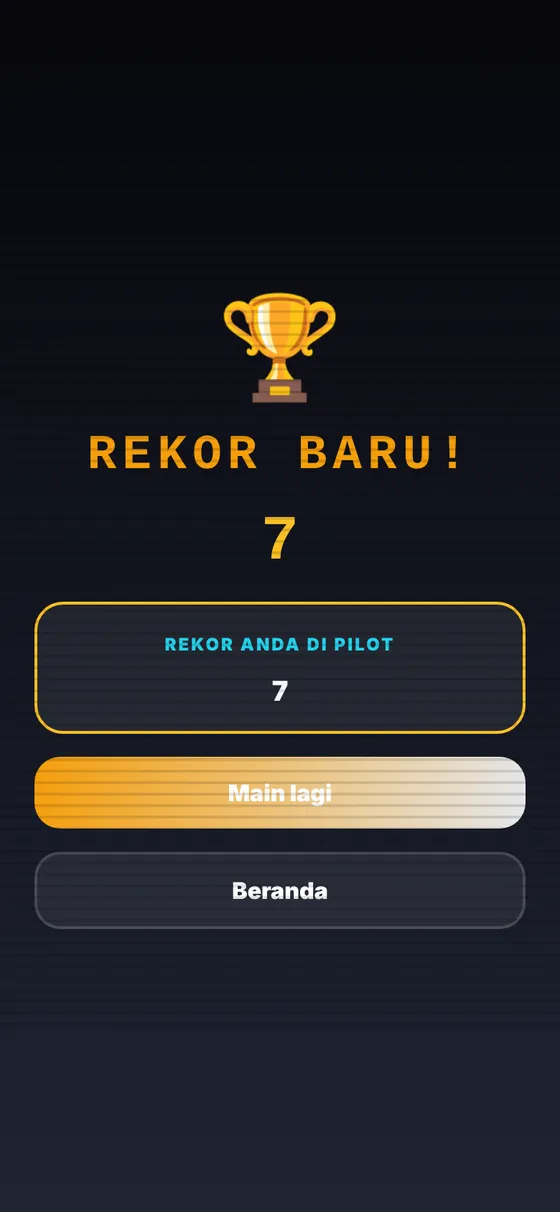 REKOR BARU!
7
REKOR ANDA DI PILOT
7
Main lagi
Beranda